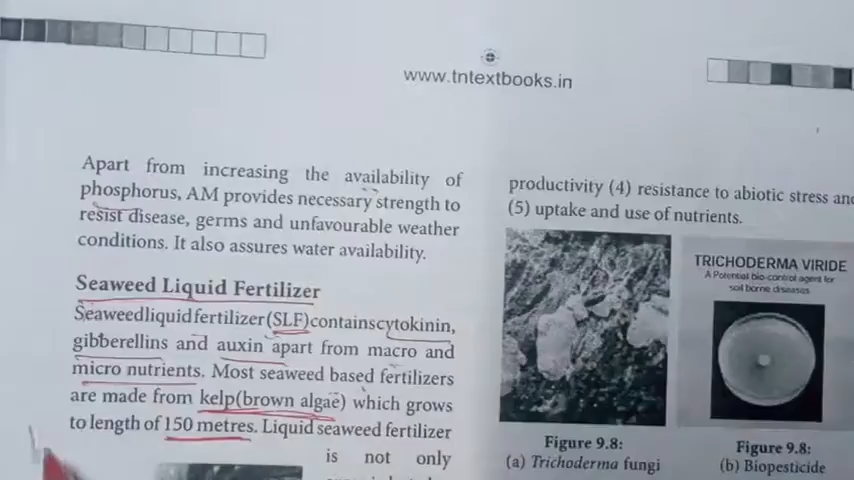 www.tntextbooks.in
Apart from increasing the availability of
phosphorus, AM provides necessary strength to
resist disease, germs and unfavourable weather
conditions. It also assures water availability.
Seaweed Liquid Fertilizer
Seaweed liquid fertilizer (SLF) contains cytokinin,
gibberellins and auxin apart from macro and
micro nutrients. Most seaweed based fertilizers
are made from kelp(brown algae) which grows
to length of 150 metres. Liquid seaweed fertilizer
is not only
productivity (4) resistance to abiotic stress and
(5) uptake and use of nutrients.
TRICHODERMA VIRIDE
A Potential bio-control agent for
soil borne diseases
Figure 9.8:
(a) Trichoderma fungi
Figure 9.8:
(b) Biopesticide